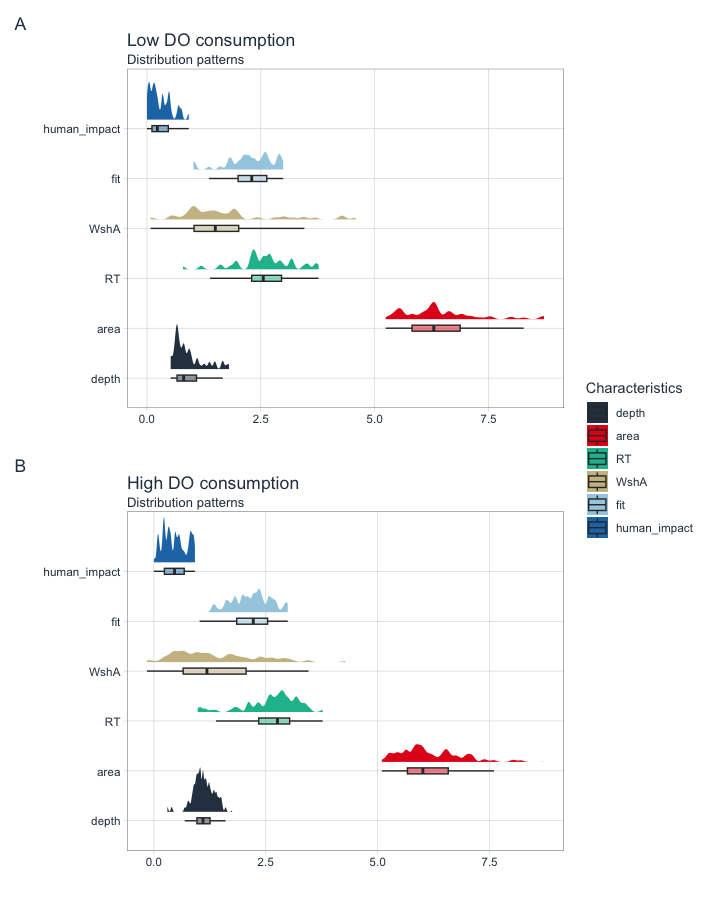 A
Low DO consumption
Distribution patterns
human_impact
fit
WshA
RT
area
depth
0.0 2.5 5.0 7.5
Characteristics
depth
area
RT
WshA
fit
human_impact
B
High DO consumption
Distribution patterns
human_impact
fit
WshA
RT
area
depth
0.0 2.5 5.0 7.5